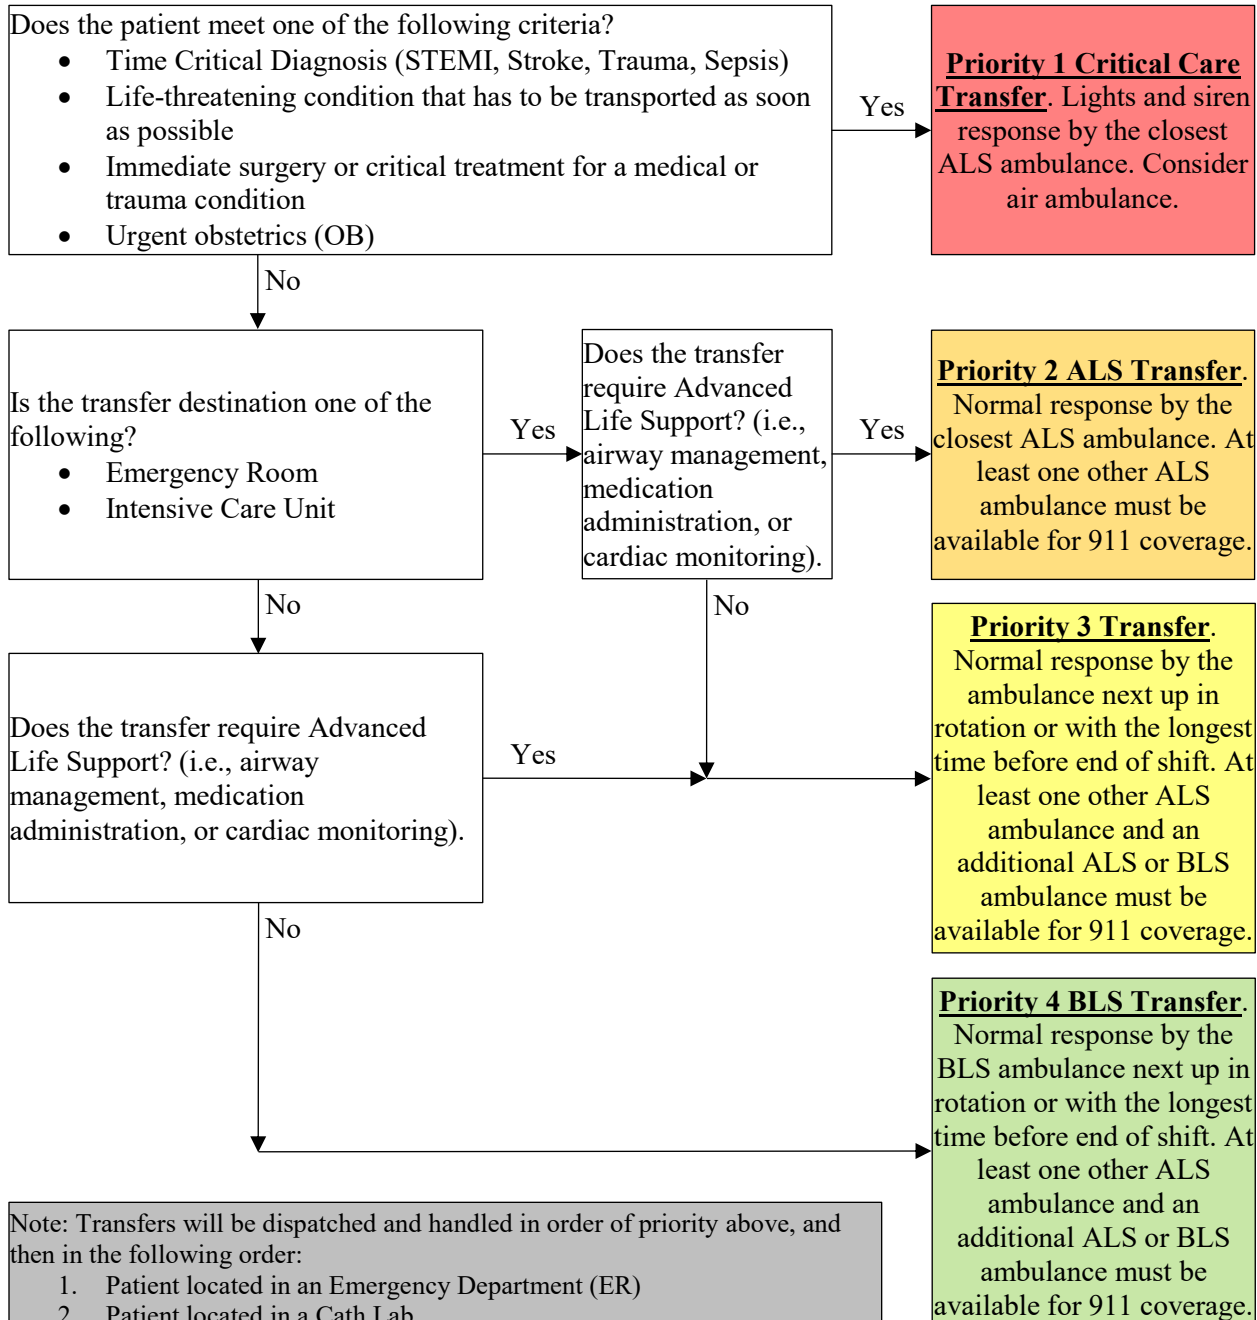 Does the patient meet one of the following criteria?
• Time Critical Diagnosis (STEMI, Stroke, Trauma, Sepsis)
• Life-threatening condition that has to be transported as soon
as possible
• Immediate surgery or critical treatment for a medical or
trauma condition
• Urgent obstetrics (OB)
Yes
Priority 1 Critical Care
Transfer. Lights and siren
response by the closest
ALS ambulance. Consider
air ambulance.
No
Is the transfer destination one of the
following?
• Emergency Room
• Intensive Care Unit
Yes
Does the transfer
require Advanced
Life Support? (i.e.,
airway management,
medication
administration, or
cardiac monitoring).
Yes
Priority 2 ALS Transfer.
Normal response by the
closest ALS ambulance. At
least one other ALS
ambulance must be
available for 911 coverage.
No
No
Does the transfer require Advanced
Life Support? (i.e., airway
management, medication
administration, or cardiac monitoring).
Yes
Priority 3 Transfer.
Normal response by the
ambulance next up in
rotation or with the longest
time before end of shift. At
least one other ALS
ambulance and an
additional ALS or BLS
ambulance must be
available for 911 coverage.
No
Priority 4 BLS Transfer.
Normal response by the
BLS ambulance next up in
rotation or with the longest
time before end of shift. At
least one other ALS
ambulance and an
additional ALS or BLS
ambulance must be
available for 911 coverage.
Note: Transfers will be dispatched and handled in order of priority above, and
then in the following order:
1. Patient located in an Emergency Department (ER)
2. Patient located in a Cath Lab